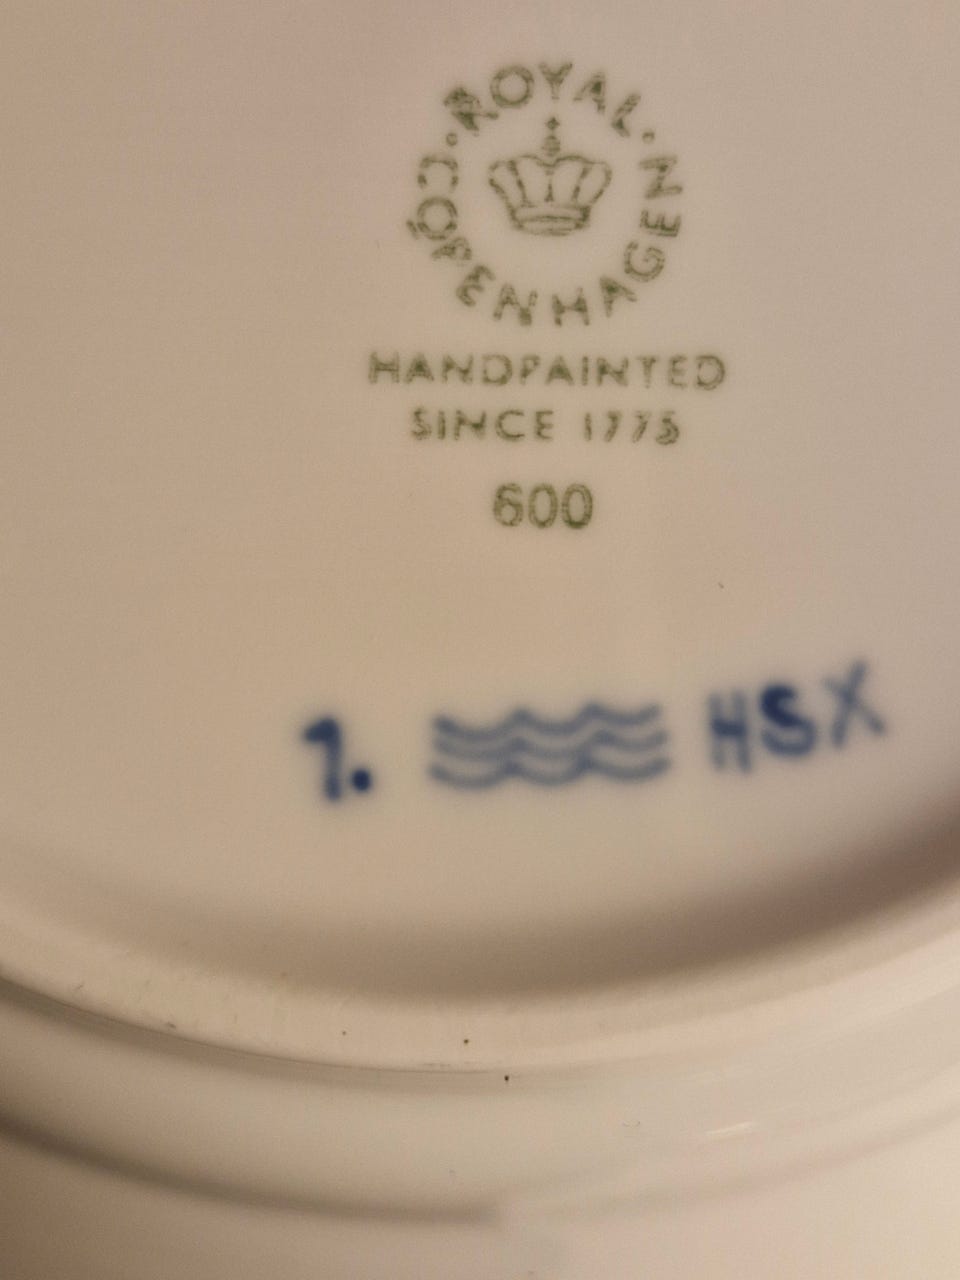 ROYAL · COPENHAGEN ·
HANDPAINTED
SINCE 1775
600
1. HSX